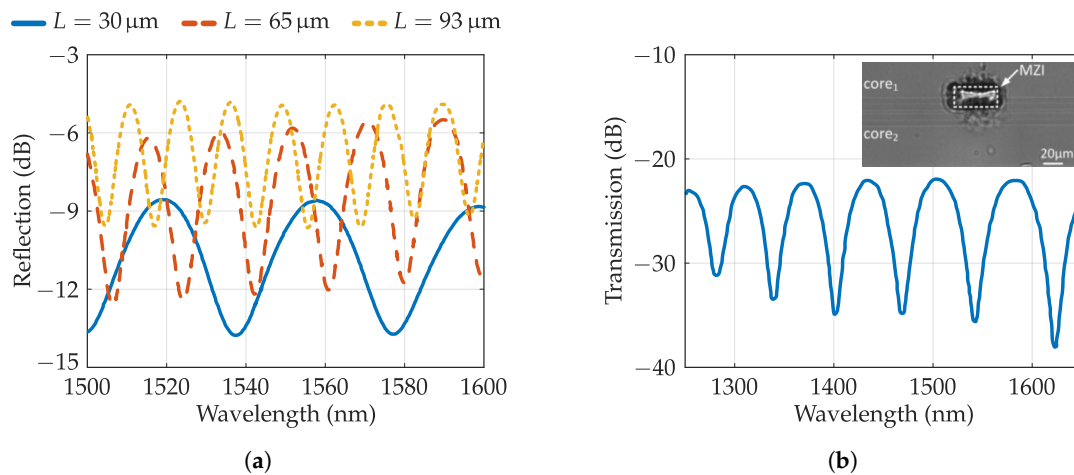 L = 30 μm L = 65 μm L = 93 μm
−3
−6
−9
−12
−15
Reflection (dB)
1500 1520 1540 1560 1580 1600
Wavelength (nm)
(a)
−10
−20
−30
−40
Transmission (dB)
MZI
core1
core2
20μm
1300 1400 1500 1600
Wavelength (nm)
(b)